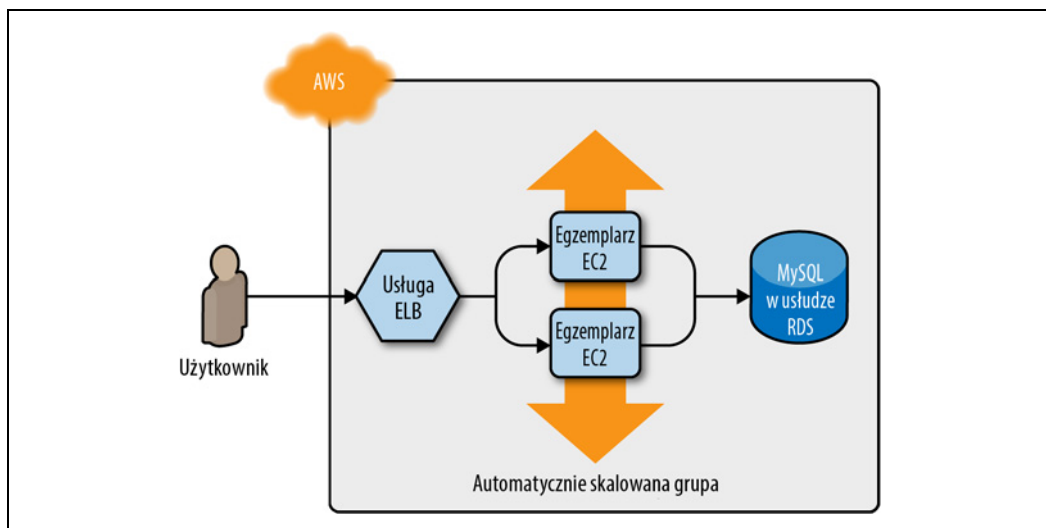 AWS
Użytkownik
Usługa
ELB
Egzemplarz
EC2
Egzemplarz
EC2
MySQL
w usłudze
RDS
Automatycznie skalowana grupa